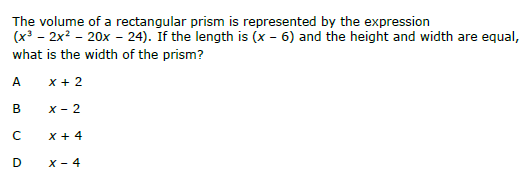 The volume of a rectangular prism is represented by the expression
(x³ – 2x² – 20x – 24). If the length is (x – 6) and the height and width are equal,
what is the width of the prism?
A x + 2
B x – 2
C x + 4
D x – 4